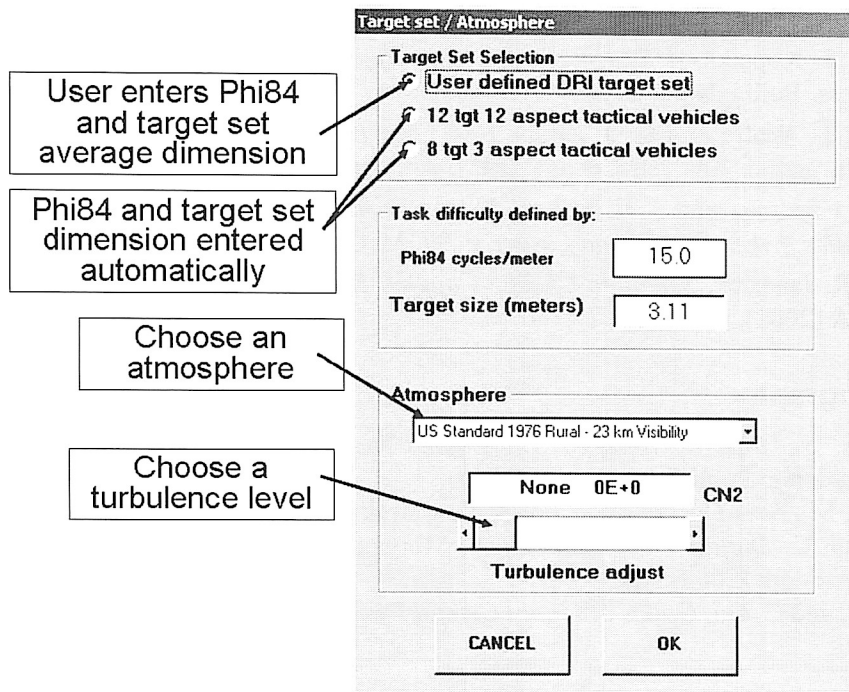 Target set / Atmosphere
Target Set Selection
User defined DRI target set
12 tgt 12 aspect tactical vehicles
8 tgt 3 aspect tactical vehicles
User enters Phi84
and target set
average dimension
Phi84 and target set
dimension entered
automatically
Task difficulty defined by:
Phi84 cycles/meter
15.0
Target size (meters)
3.11
Choose an
atmosphere
Atmosphere
US Standard 1976 Rural - 23 km Visibility
Choose a
turbulence level
None 0E+0
CN2
Turbulence adjust
CANCEL
OK